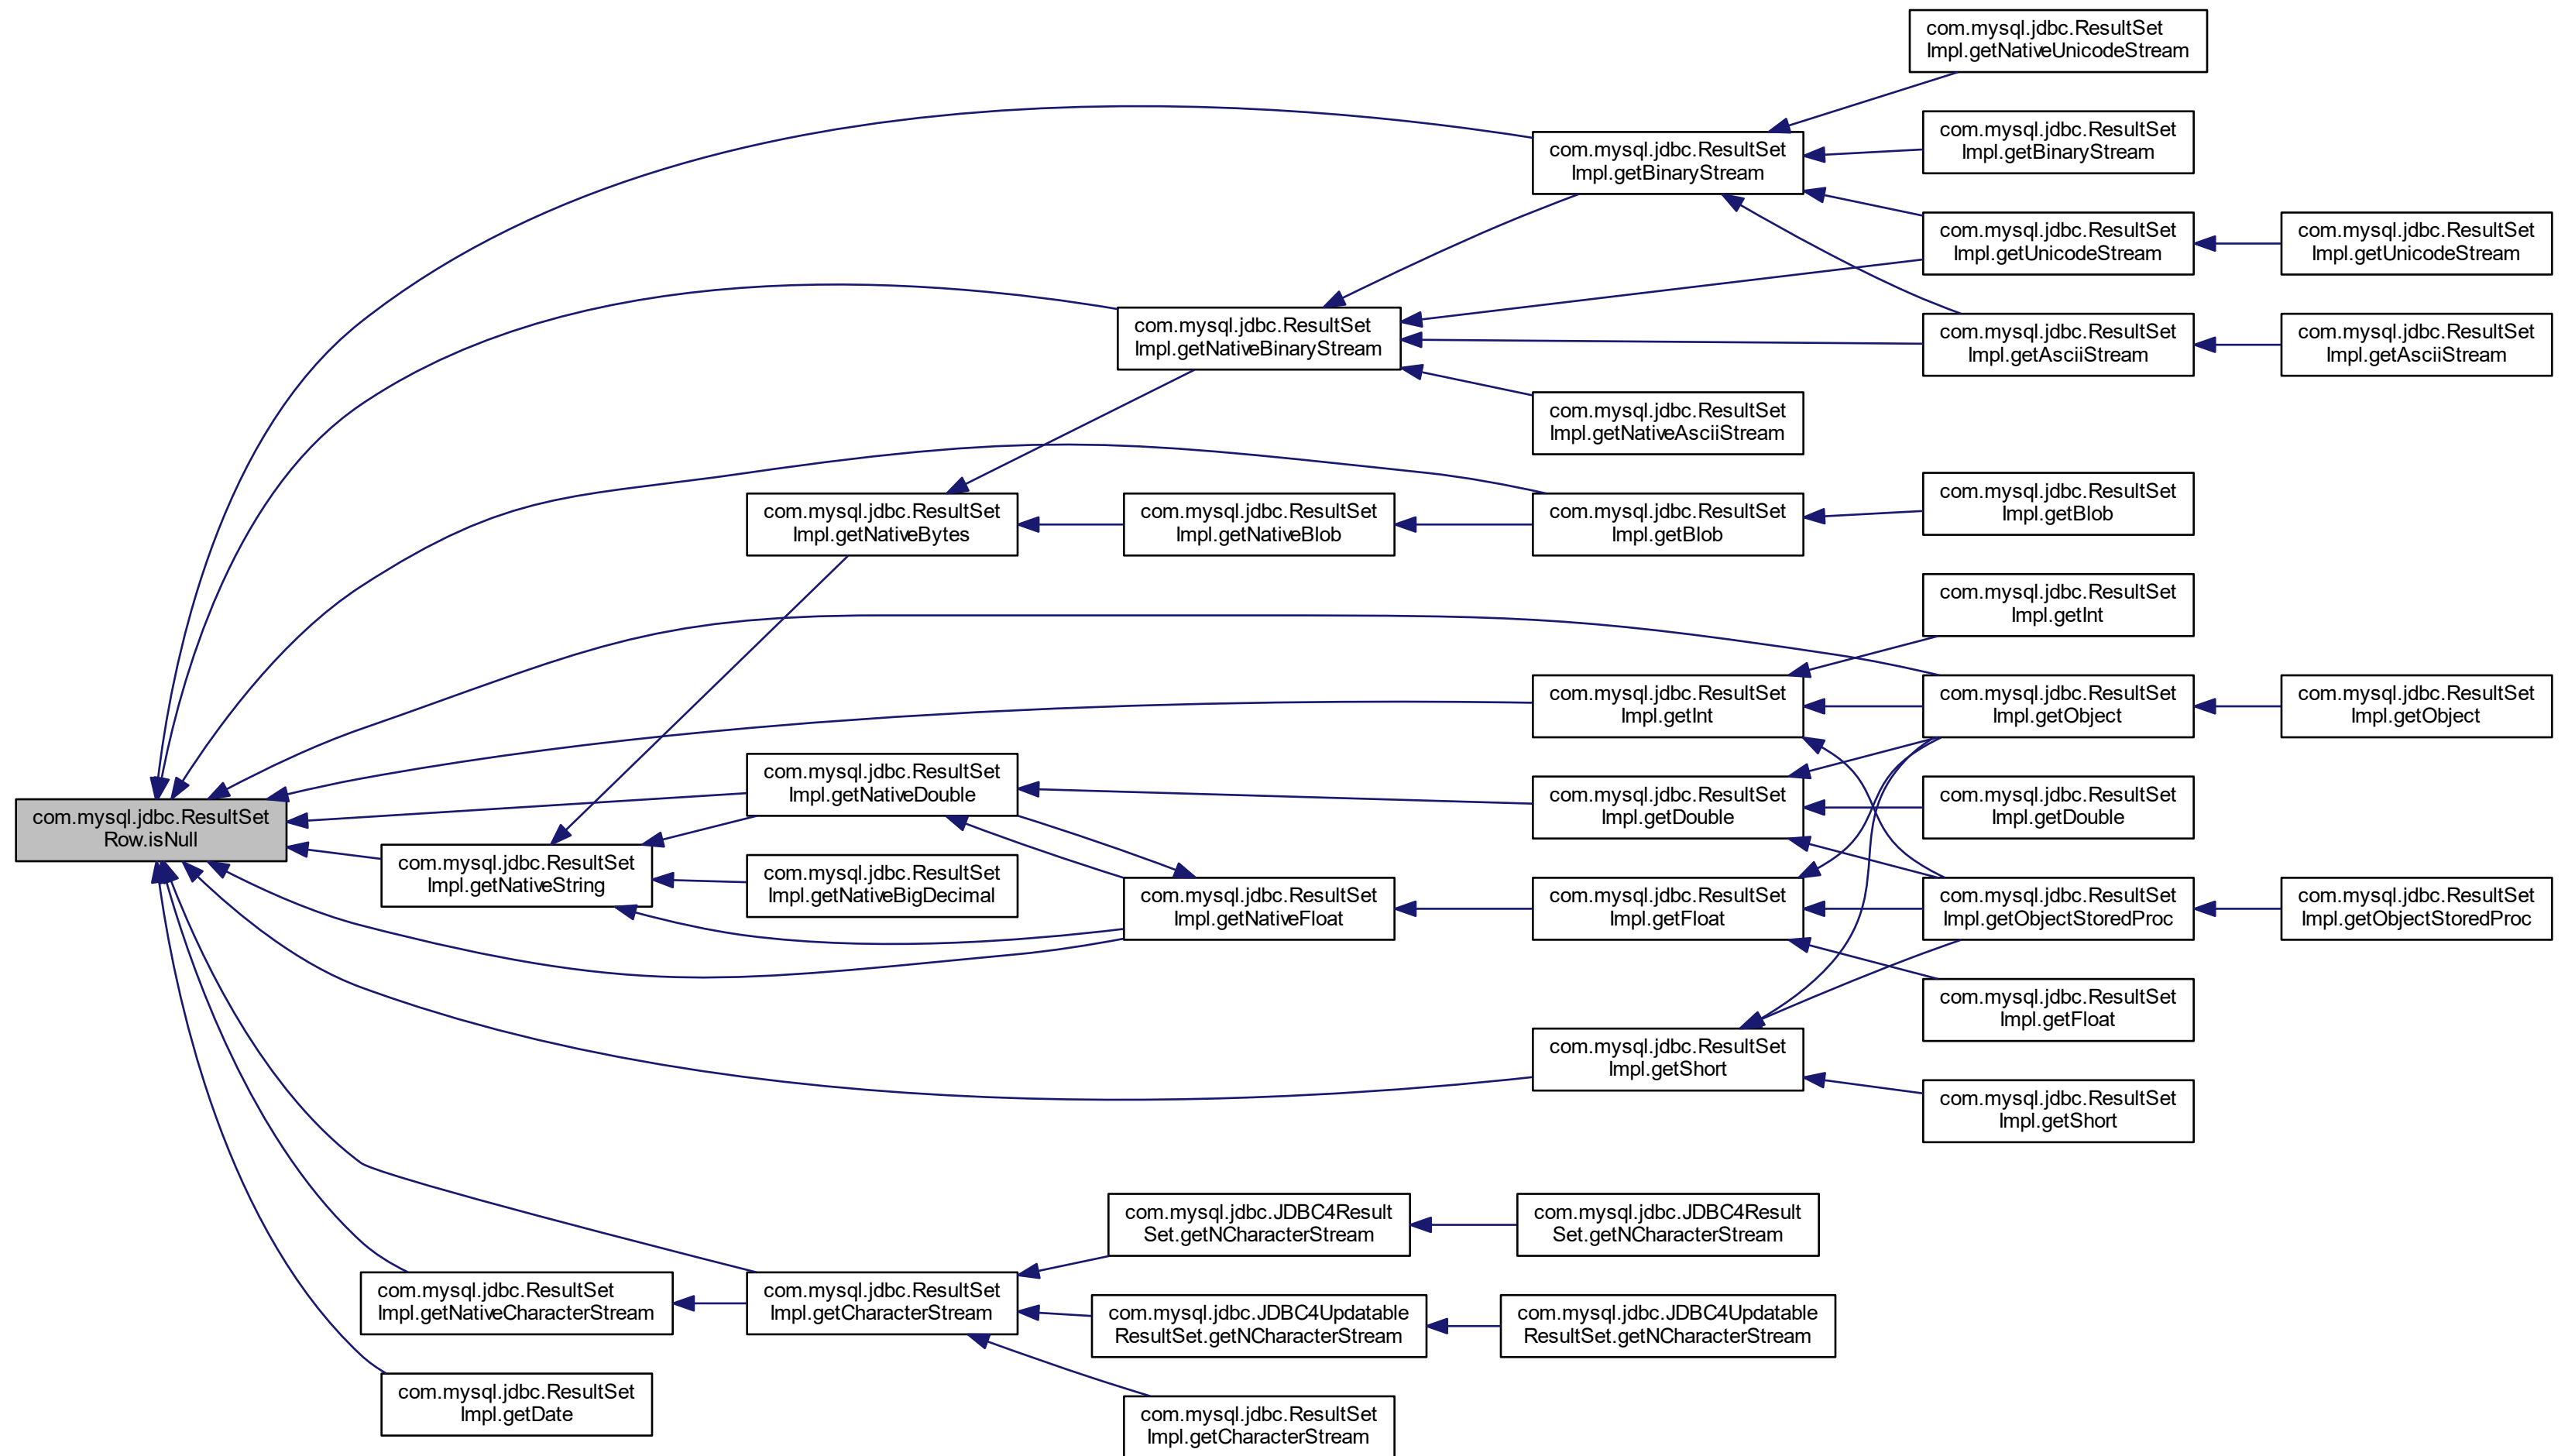 com.mysql.jdbc.ResultSet
Row.isNull
com.mysql.jdbc.ResultSet
Impl.getNativeString
com.mysql.jdbc.ResultSet
Impl.getNativeCharacterStream
com.mysql.jdbc.ResultSet
Impl.getDate
com.mysql.jdbc.ResultSet
Impl.getNativeBytes
com.mysql.jdbc.ResultSet
Impl.getNativeDouble
com.mysql.jdbc.ResultSet
Impl.getNativeBigDecimal
com.mysql.jdbc.ResultSet
Impl.getCharacterStream
com.mysql.jdbc.ResultSet
Impl.getNativeBinaryStream
com.mysql.jdbc.ResultSet
Impl.getNativeBlob
com.mysql.jdbc.ResultSet
Impl.getNativeFloat
com.mysql.jdbc.JDBC4Result
Set.getNCharacterStream
com.mysql.jdbc.JDBC4Updatable
ResultSet.getNCharacterStream
com.mysql.jdbc.ResultSet
Impl.getCharacterStream
com.mysql.jdbc.ResultSet
Impl.getBinaryStream
com.mysql.jdbc.ResultSet
Impl.getNativeAsciiStream
com.mysql.jdbc.ResultSet
Impl.getBlob
com.mysql.jdbc.ResultSet
Impl.getInt
com.mysql.jdbc.ResultSet
Impl.getDouble
com.mysql.jdbc.ResultSet
Impl.getFloat
com.mysql.jdbc.ResultSet
Impl.getShort
com.mysql.jdbc.JDBC4Result
Set.getNCharacterStream
com.mysql.jdbc.JDBC4Updatable
ResultSet.getNCharacterStream
com.mysql.jdbc.ResultSet
Impl.getNativeUnicodeStream
com.mysql.jdbc.ResultSet
Impl.getBinaryStream
com.mysql.jdbc.ResultSet
Impl.getUnicodeStream
com.mysql.jdbc.ResultSet
Impl.getAsciiStream
com.mysql.jdbc.ResultSet
Impl.getBlob
com.mysql.jdbc.ResultSet
Impl.getInt
com.mysql.jdbc.ResultSet
Impl.getObject
com.mysql.jdbc.ResultSet
Impl.getDouble
com.mysql.jdbc.ResultSet
Impl.getObjectStoredProc
com.mysql.jdbc.ResultSet
Impl.getFloat
com.mysql.jdbc.ResultSet
Impl.getShort
com.mysql.jdbc.ResultSet
Impl.getUnicodeStream
com.mysql.jdbc.ResultSet
Impl.getAsciiStream
com.mysql.jdbc.ResultSet
Impl.getObject
com.mysql.jdbc.ResultSet
Impl.getObjectStoredProc